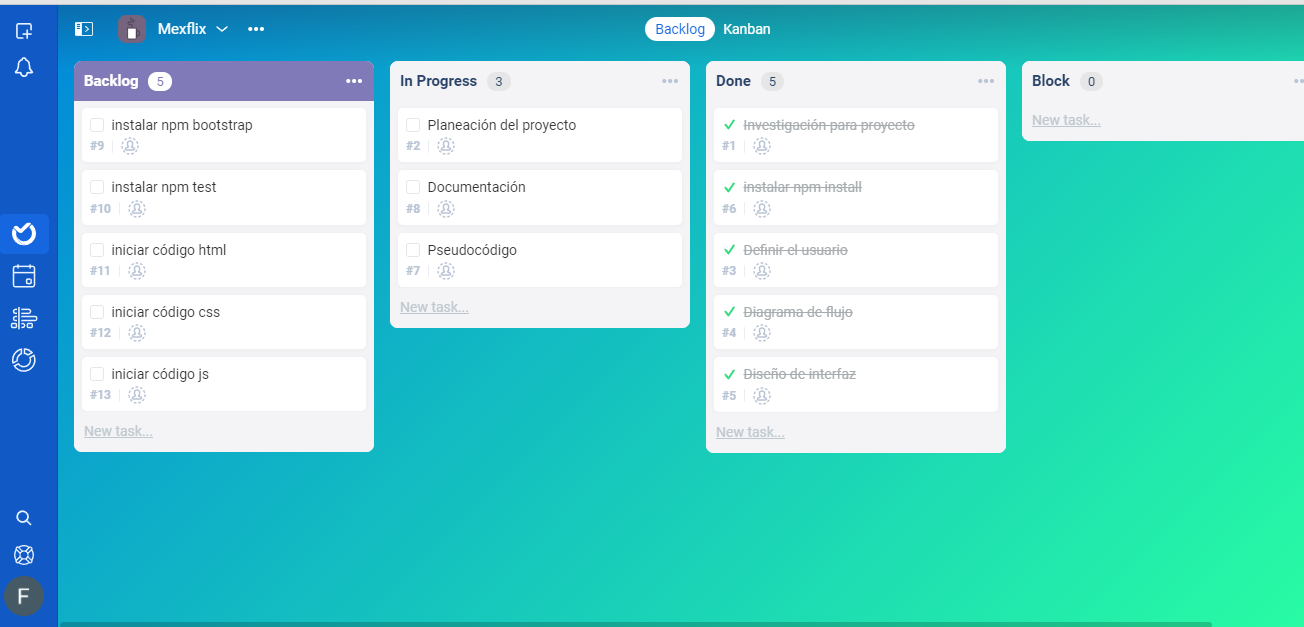 Mexflix
Backlog Kanban
Backlog 5
instalar npm bootstrap
#9
instalar npm test
#10
iniciar código html
#11
iniciar código css
#12
iniciar código js
#13
New task...
In Progress 3
Planeación del proyecto
#2
Documentación
#8
Pseudocódigo
#7
New task...
Done 5
Investigación para proyecto
#1
instalar npm install
#6
Definir el usuario
#3
Diagrama de flujo
#4
Diseño de interfaz
#5
New task...
Block 0
New task...
F